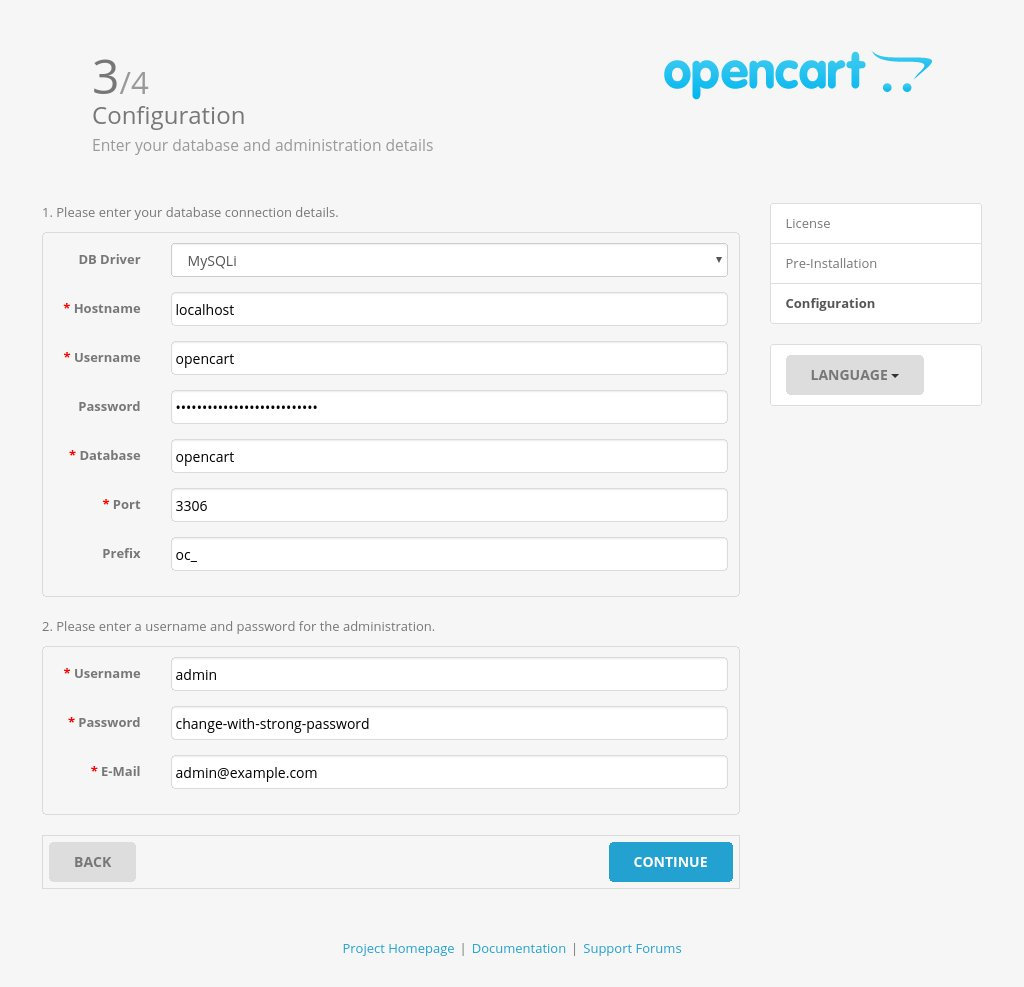 3/4
opencart
Configuration
Enter your database and administration details
1. Please enter your database connection details.
DB Driver MySQLi
* Hostname localhost
* Username opencart
Password •••••••••••••••••••••••••••
* Database opencart
* Port 3306
Prefix oc_
2. Please enter a username and password for the administration.
* Username admin
* Password change-with-strong-password
* E-Mail admin@example.com
BACK CONTINUE
License
Pre-Installation
Configuration
LANGUAGE
Project Homepage | Documentation | Support Forums